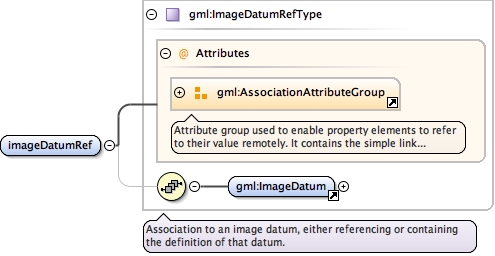 gml:ImageDatumRefType
@ Attributes
gml:AssociationAttributeGroup
Attribute group used to enable property elements to refer
to their value remotely. It contains the simple link...
imageDatumRef
gml:ImageDatum
Association to an image datum, either referencing or containing
the definition of that datum.